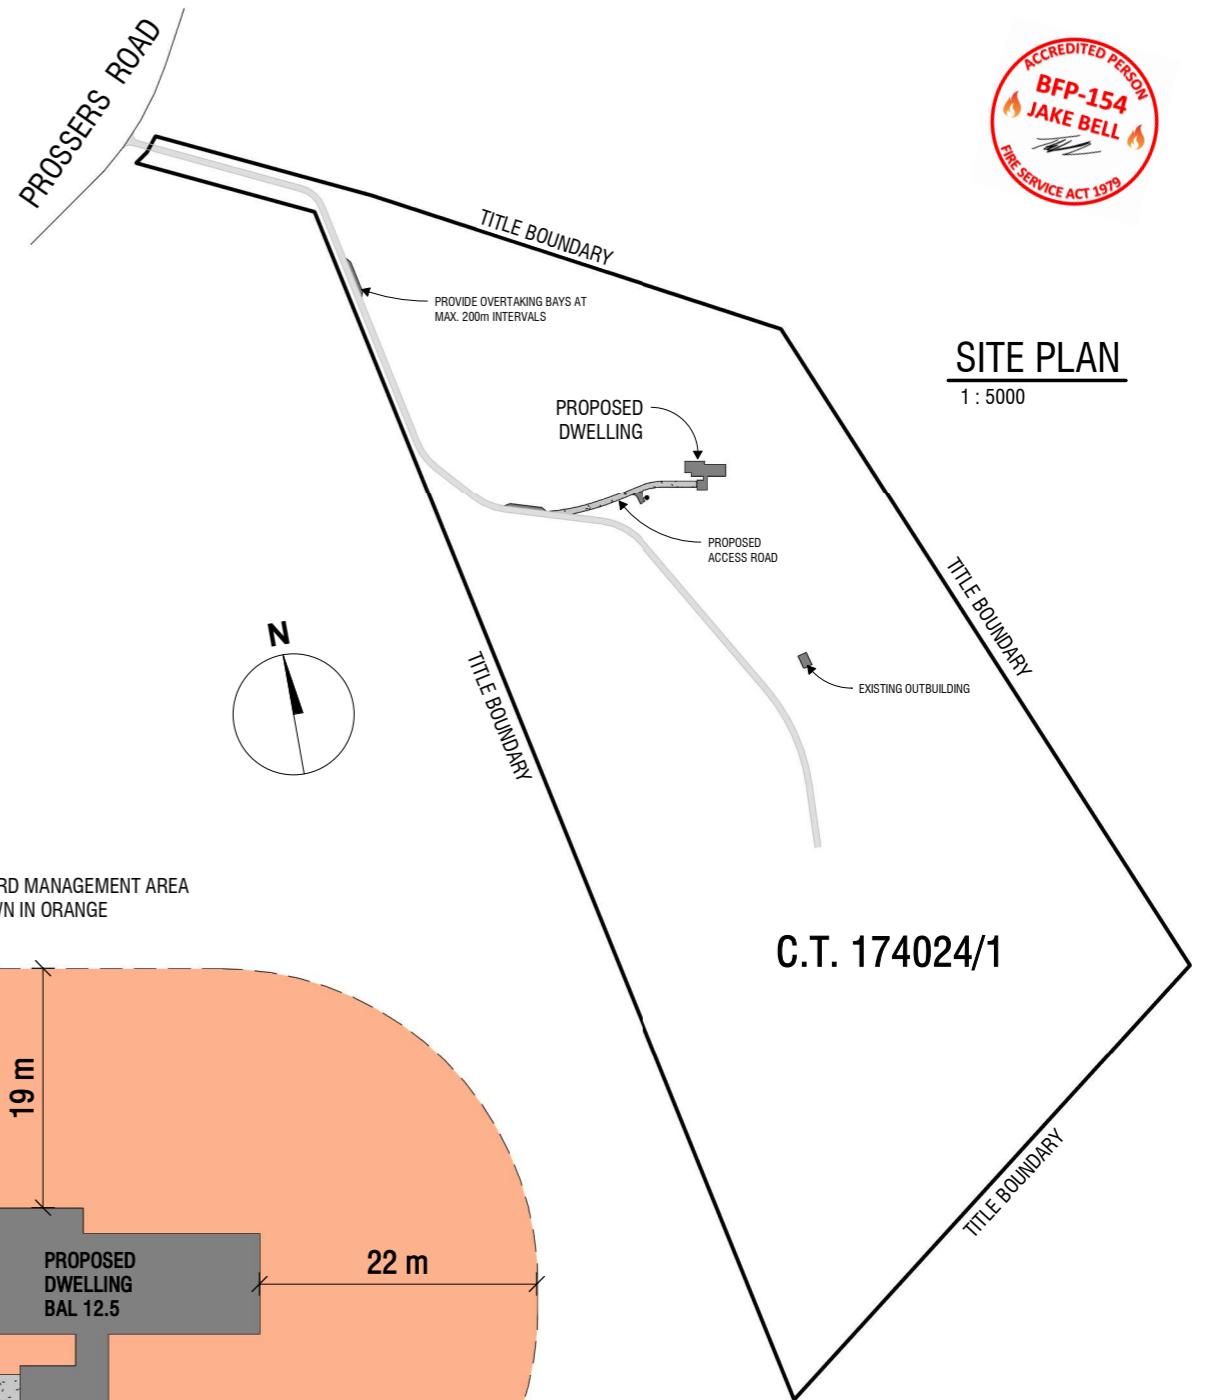 PROSSERS ROAD
ACCREDITED PERSON
BFP-154
JAKE BELL
FIRE SERVICE ACT 1979
TITLE BOUNDARY
PROVIDE OVERTAKING BAYS AT
MAX. 200m INTERVALS
SITE PLAN
1 : 5000
PROPOSED
DWELLING
PROPOSED
ACCESS ROAD
TITLE BOUNDARY
N
TITLE BOUNDARY
EXISTING OUTBUILDING
RD MANAGEMENT AREA
WN IN ORANGE
C.T. 174024/1
19 m
TITLE BOUNDARY
PROPOSED
DWELLING
BAL 12.5
22 m